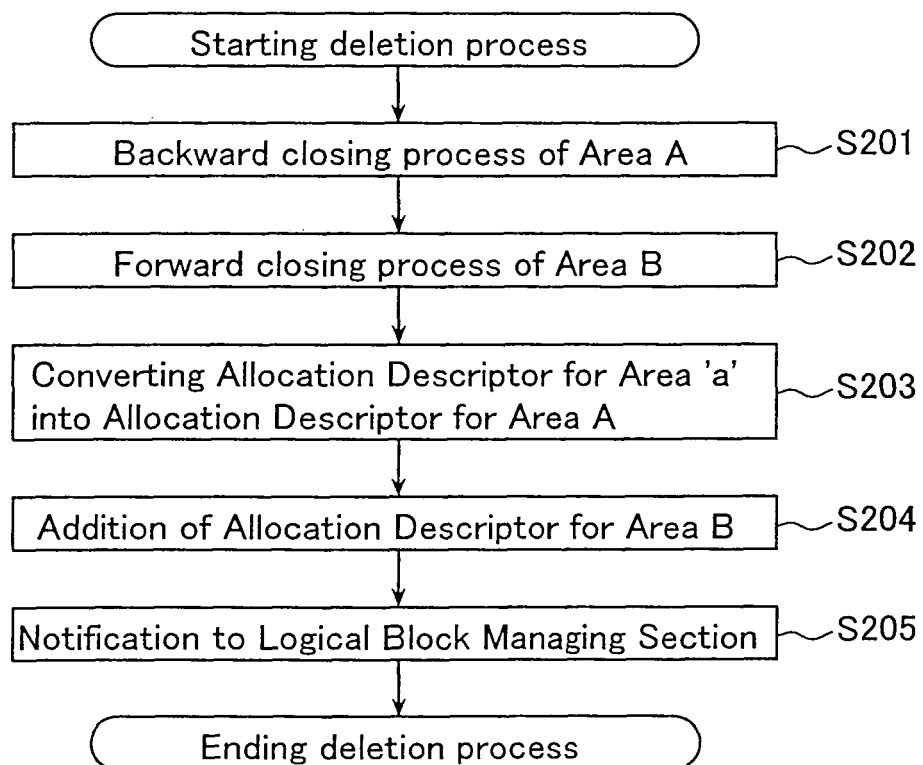 Starting deletion process
Backward closing process of Area A
S201
Forward closing process of Area B
S202
Converting Allocation Descriptor for Area 'a'
into Allocation Descriptor for Area A
S203
Addition of Allocation Descriptor for Area B
S204
Notification to Logical Block Managing Section
S205
Ending deletion process